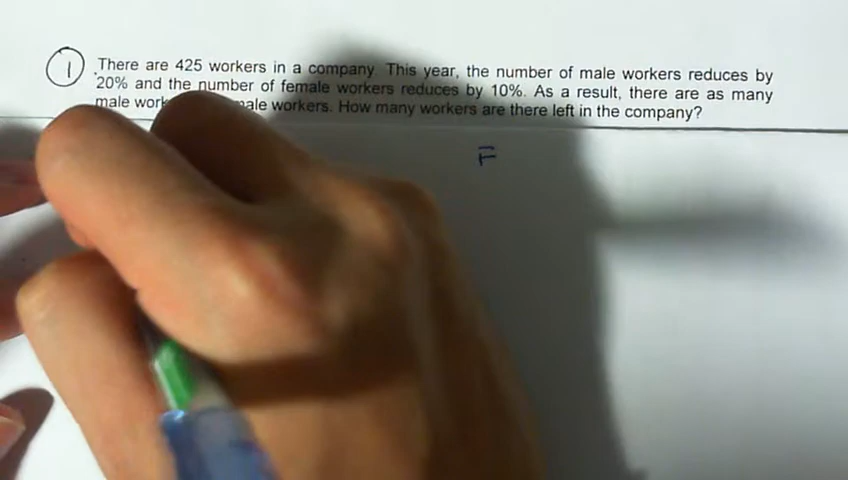 1 There are 425 workers in a company. This year, the number of male workers reduces by
20% and the number of female workers reduces by 10%. As a result, there are as many
male workers. How many workers are there left in the company?
F